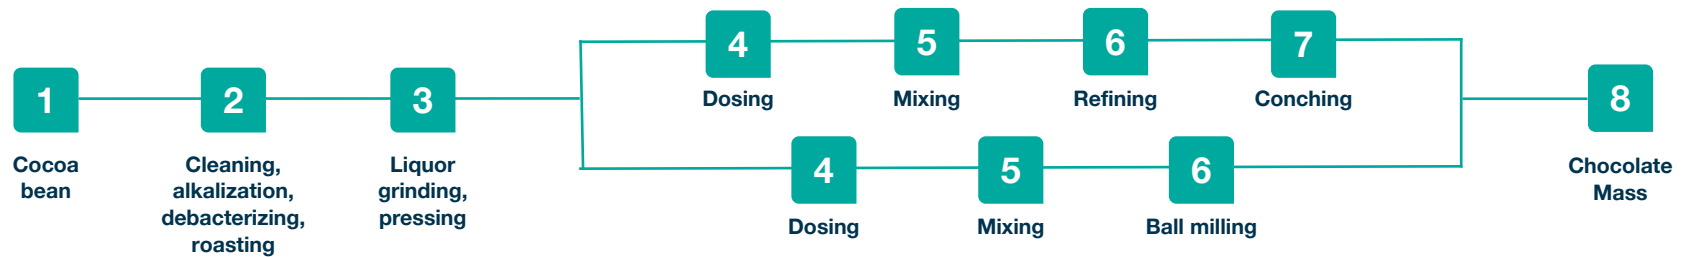 1
Cocoa
bean
2
Cleaning,
alkalization,
debacterizing,
roasting
3
Liquor
grinding,
pressing
4
Dosing
5
Mixing
6
Refining
7
Conching
4
Dosing
5
Mixing
6
Ball milling
8
Chocolate
Mass